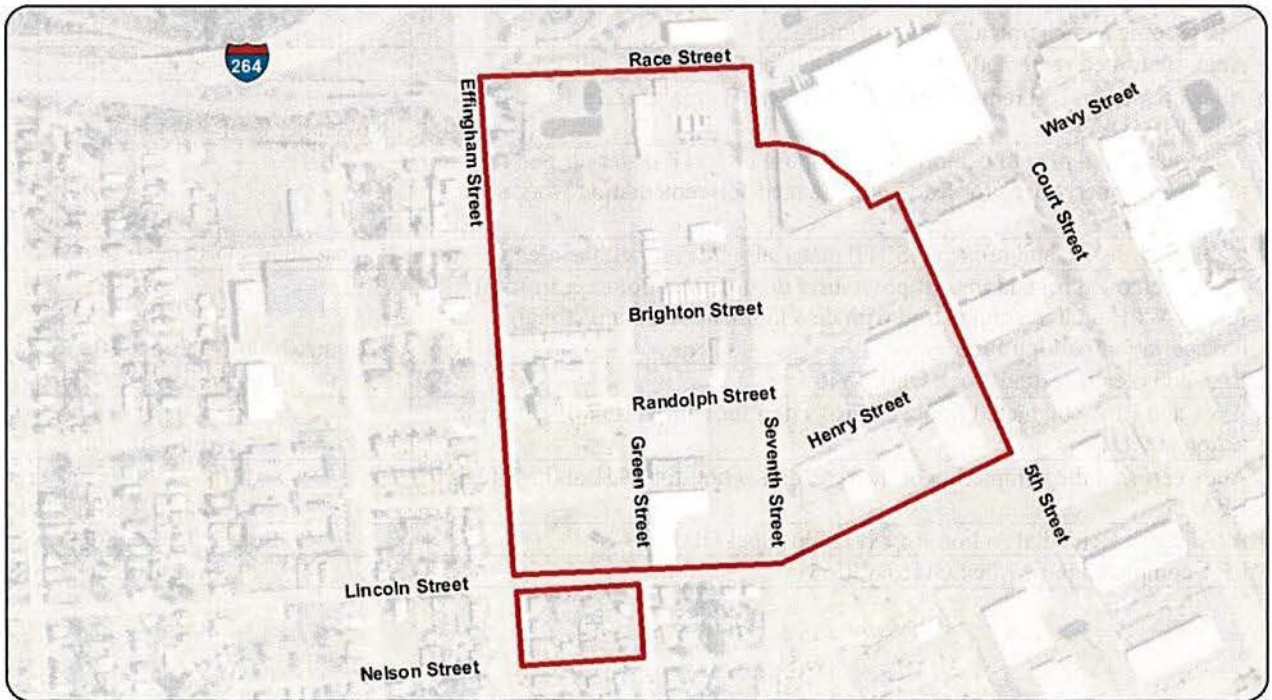 264
Race Street
Effingham Street
Wavy Street
Court Street
Brighton Street
Randolph Street
Henry Street
Green Street
Seventh Street
5th Street
Lincoln Street
Nelson Street